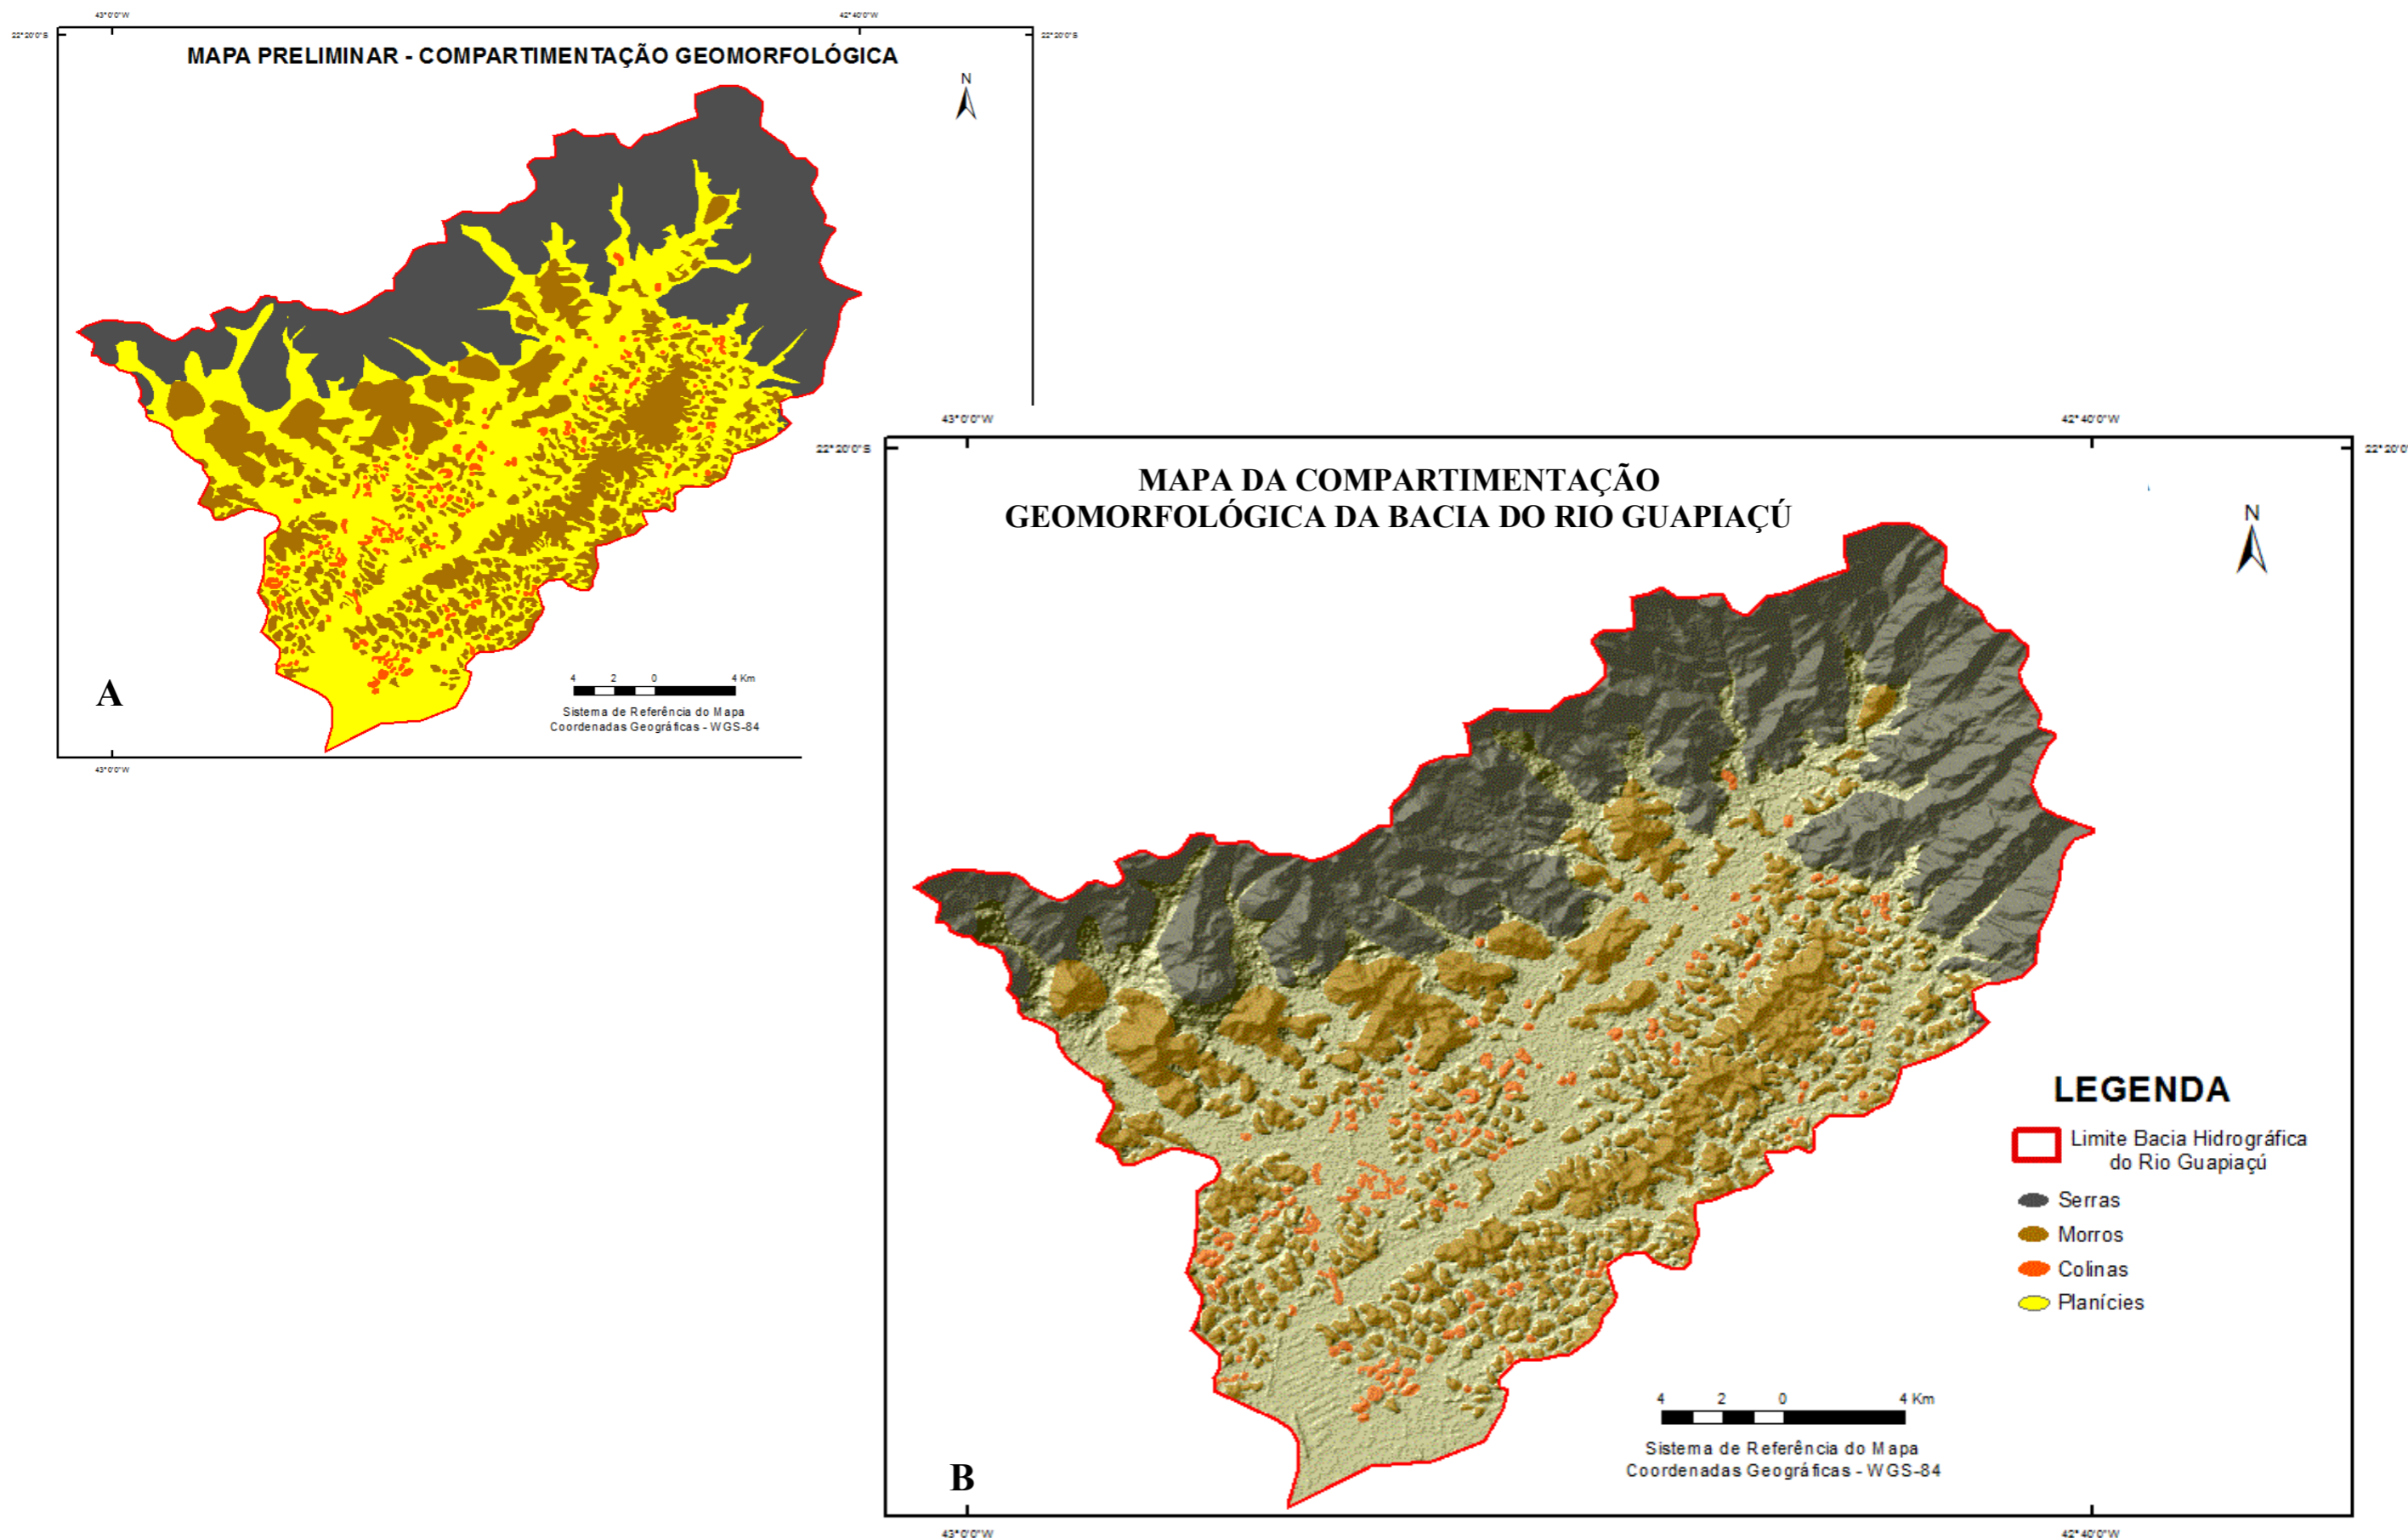 43°0'0"W
42°40'0"W
22°20'0"S
22°20'0"S
MAPA PRELIMINAR - COMPARTIMENTAÇÃO GEOMORFOLÓGICA
N
A
4 2 0 4 Km
Sistema de Referência do Mapa
Coordenadas Geográficas - WGS-84
43°0'0"W
43°0'0"W
42°40'0"W
22°20'0"S
22°20'0
MAPA DA COMPARTIMENTAÇÃO
GEOMORFOLÓGICA DA BACIA DO RIO GUAPIAÇÚ
N
LEGENDA
Limite Bacia Hidrográfica
do Rio Guapiaçú
Serras
Morros
Colinas
Planícies
4 2 0 4 Km
Sistema de Referência do Mapa
Coordenadas Geográficas - WGS-84
B
43°0'0"W
42°40'0"W